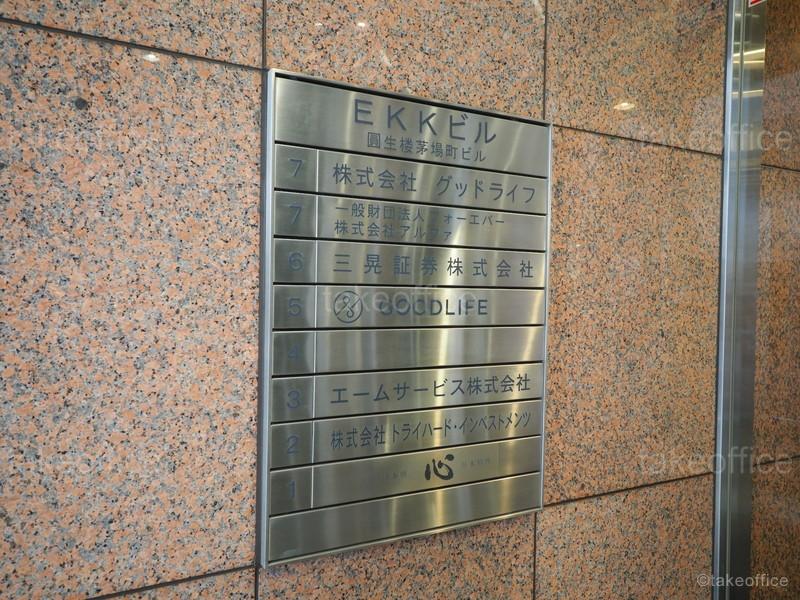 EKKビル
圓生楼茅場町ビル
7 株式会社 グッドライフ
7 一般財団法人フォーエバー
株式会社アルファ
6 三晃証券株式会社
5 GOODLIFE
4
3 エームサービス株式会社
2 株式会社トライハード・インベストメンツ
1 心
takeoffice
takeoffice
takeoffice
©takeoffice